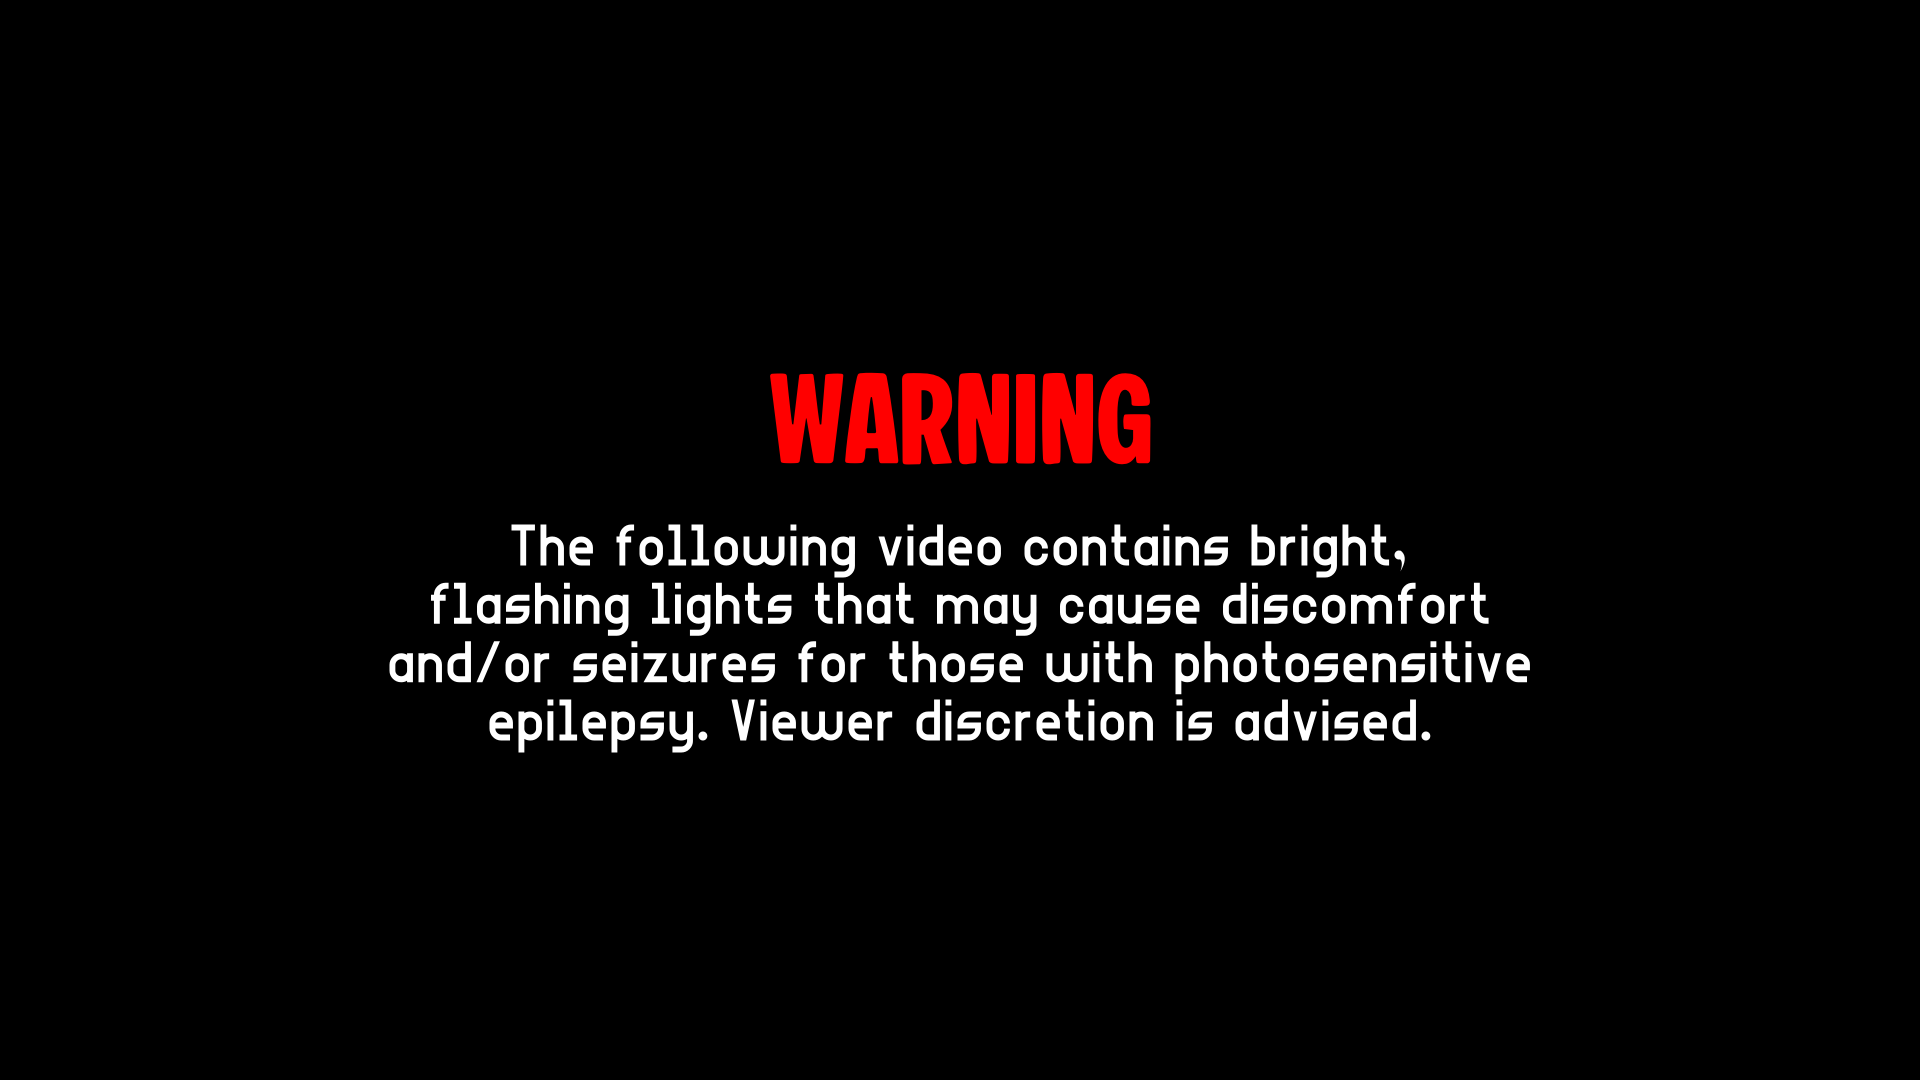 WARNING
The following video contains bright,
flashing lights that may cause discomfort
and/or seizures for those with photosensitive
epilepsy. Viewer discretion is advised.